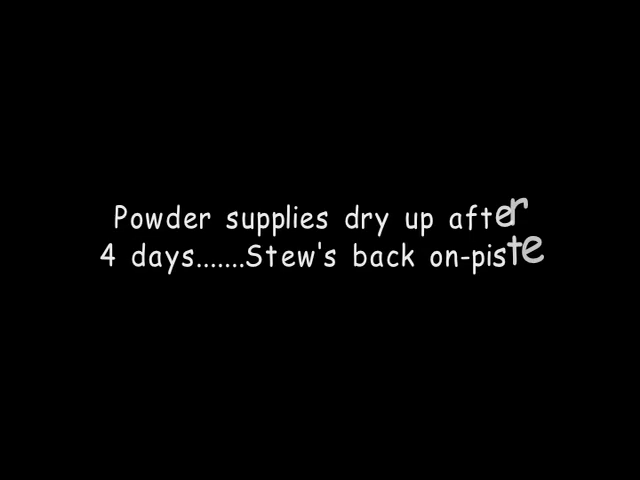 Powder supplies dry up after
4 days.......Stew's back on-piste